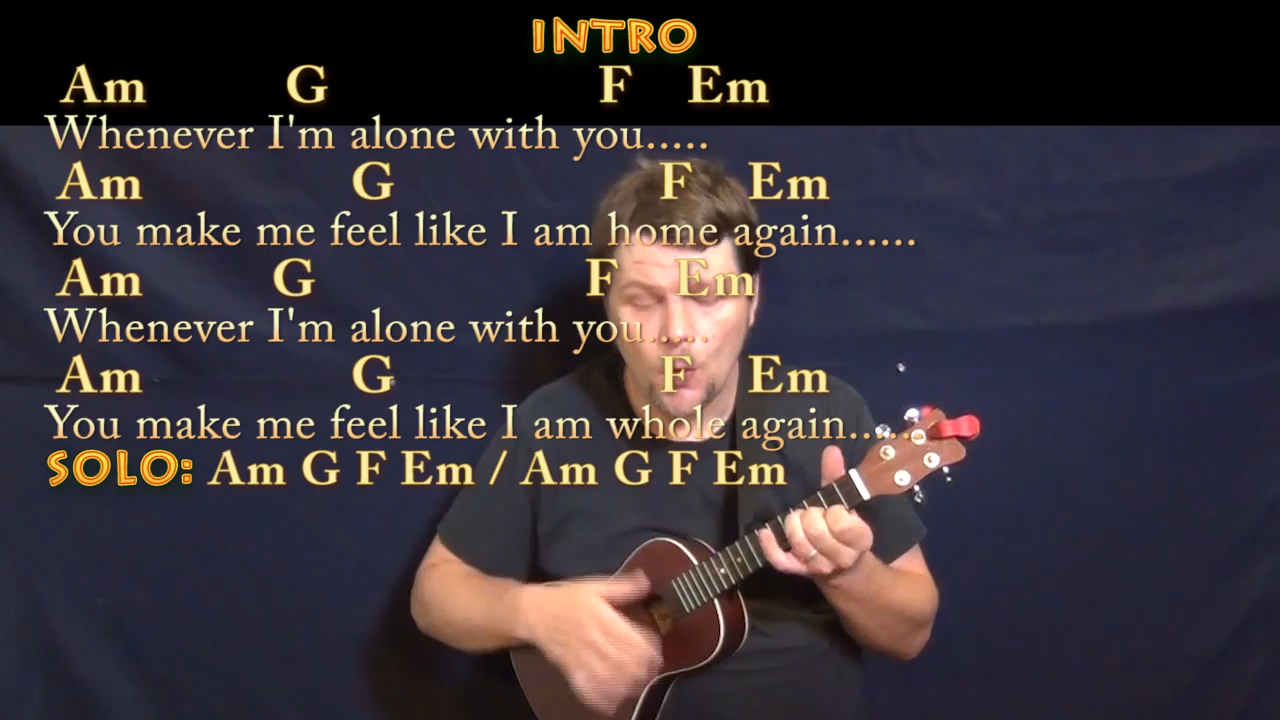 INTRO
Am G F Em
Whenever I'm alone with you.....
Am G F Em
You make me feel like I am home again......
Am G F Em
Whenever I'm alone with you.....
Am G F Em
You make me feel like I am whole again......
SOLO: Am G F Em / Am G F Em